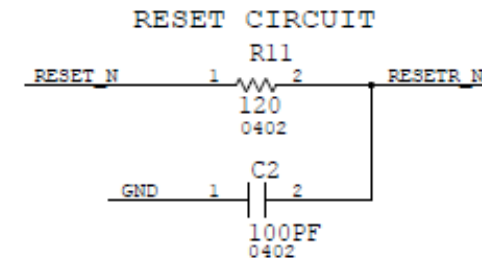 RESET CIRCUIT
R11
RESET_N 1 2 RESETR_N
120
0402
C2
GND 1 2
100PF
0402